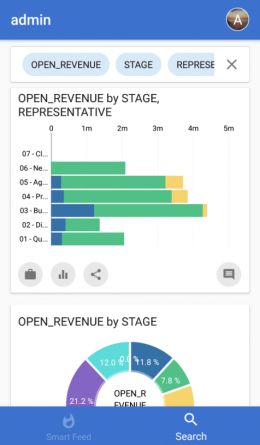 admin
A
OPEN_REVENUE STAGE REPRESE
OPEN_REVENUE by STAGE,
REPRESENTATIVE
0 1m 2m 3m 4m 5m
07 - Cl...
06 - Ne...
05 - Ag...
04 - Pr...
03 - Bu...
02 - Di...
01 - Qu...
OPEN_REVENUE by STAGE
12.0 % 0.0 % 11.8 %
7.8 %
21.2 %
OPEN_R
EVENUE
Smart Feed Search